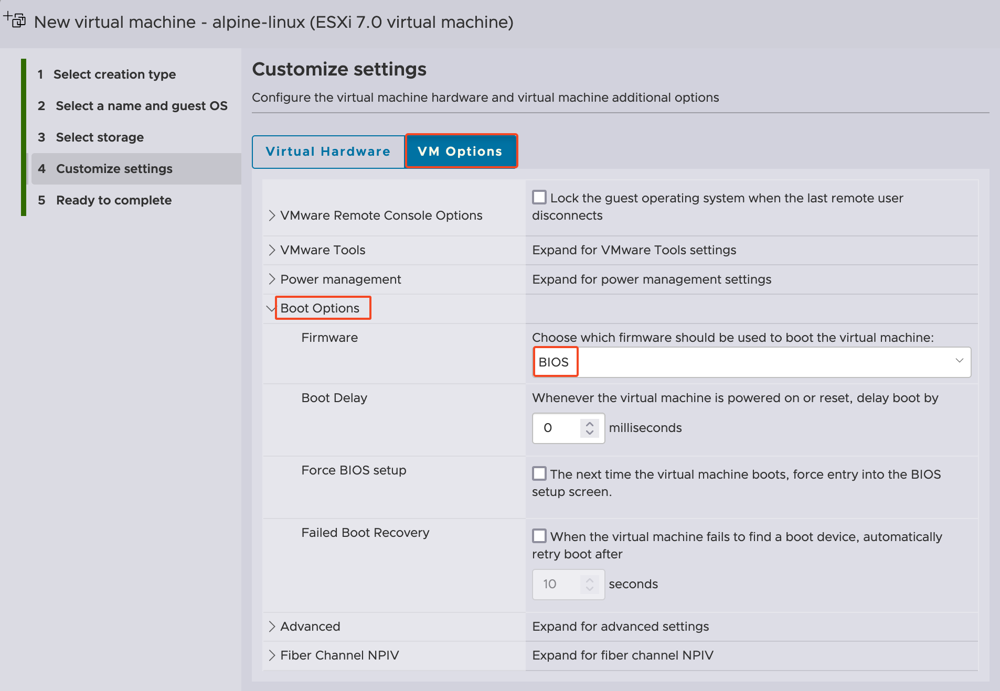 New virtual machine - alpine-linux (ESXi 7.0 virtual machine)
1 Select creation type
2 Select a name and guest OS
3 Select storage
4 Customize settings
5 Ready to complete
Customize settings
Configure the virtual machine hardware and virtual machine additional options
Virtual Hardware
VM Options
VMware Remote Console Options
Lock the guest operating system when the last remote user
disconnects
VMware Tools
Expand for VMware Tools settings
Power management
Expand for power management settings
Boot Options
Firmware
Choose which firmware should be used to boot the virtual machine:
BIOS
Boot Delay
Whenever the virtual machine is powered on or reset, delay boot by
0 milliseconds
Force BIOS setup
The next time the virtual machine boots, force entry into the BIOS
setup screen.
Failed Boot Recovery
When the virtual machine fails to find a boot device, automatically
retry boot after
10 seconds
Advanced
Expand for advanced settings
Fiber Channel NPIV
Expand for fiber channel NPIV